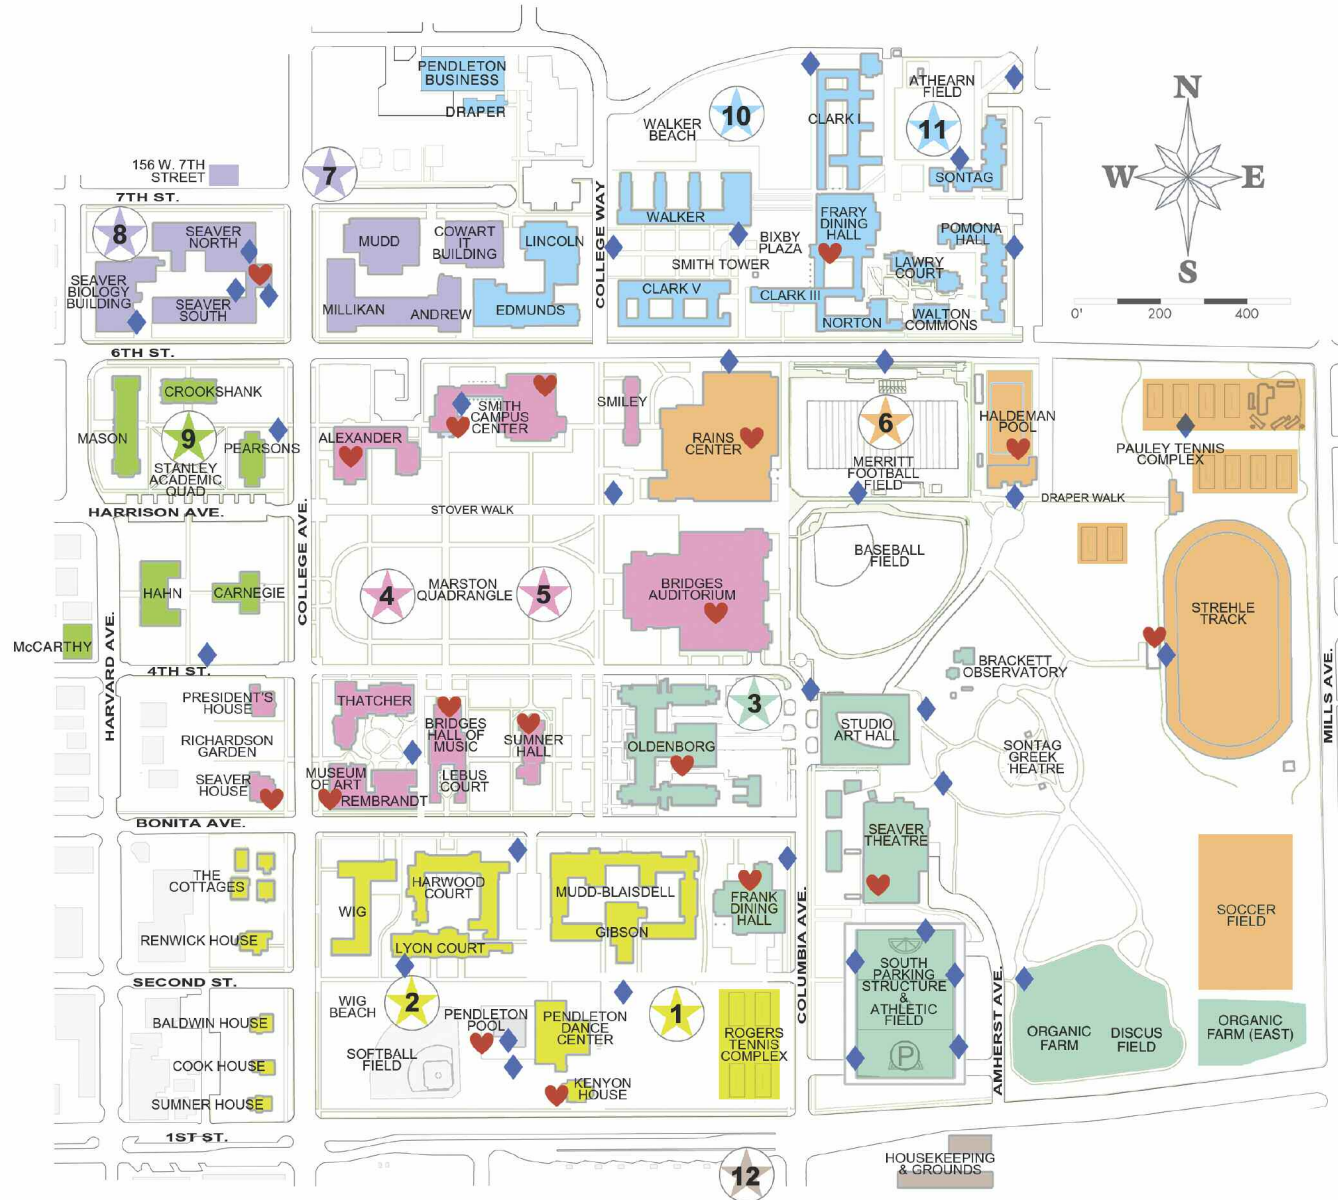 PENDLETON
BUSINESS
DRAPER
156 W. 7TH
STREET
7TH ST.
7
8
SEAVER
NORTH
SEAVER
BIOLOGY
BUILDING
SEAVER
SOUTH
MUDD
COWART
IT
BUILDING
LINCOLN
MILLIKAN
ANDREW
EDMUNDS
COLLEGE WAY
WALKER
BEACH
10
CLARK I
ATHEARN
FIELD
11
SONTAG
WALKER
FRARY
DINING
HALL
BIXBY
PLAZA
SMITH TOWER
POMONA
HALL
LAWRY
COURT
CLARK V
CLARK III
NORTON
WALTON
COMMONS
N
W
E
S
0'
200
400
6TH ST.
CROOKSHANK
MASON
9
PEARSONS
STANLEY
ACADEMIC
QUAD
HARRISON AVE.
ALEXANDER
SMITH
CAMPUS
CENTER
SMILEY
RAINS
CENTER
6
MERRITT
FOOTBALL
FIELD
HALDEMAN
POOL
PAULEY TENNIS
COMPLEX
DRAPER WALK
STOVER WALK
COLLEGE AVE.
HAHN
CARNEGIE
McCARTHY
HARVARD AVE.
4TH ST.
4
MARSTON
QUADRANGLE
5
BRIDGES
AUDITORIUM
BASEBALL
FIELD
STREHLE
TRACK
MILLS AVE.
BRACKETT
OBSERVATORY
PRESIDENT'S
HOUSE
RICHARDSON
GARDEN
SEAVER
HOUSE
THATCHER
BRIDGES
HALL OF
MUSIC
SUMNER
HALL
MUSEUM
OF ART
REMBRANDT
LEBUS
COURT
OLDENBORG
3
STUDIO
ART HALL
SONTAG
GREEK
HEATRE
BONITA AVE.
THE
COTTAGES
RENWICK HOUSE
WIG
HARWOOD
COURT
LYON COURT
MUDD-BLAISDELL
GIBSON
FRANK
DINING
HALL
SEAVER
THEATRE
COLUMBIA AVE.
SOCCER
FIELD
SECOND ST.
BALDWIN HOUSE
COOK HOUSE
SUMNER HOUSE
WIG
BEACH
2
SOFTBALL
FIELD
PENDLETON
POOL
PENDLETON
DANCE
CENTER
KENYON
HOUSE
1
ROGERS
TENNIS
COMPLEX
SOUTH
PARKING
STRUCTURE
&
ATHLETIC
FIELD
P
AMHERST AVE.
ORGANIC
FARM
DISCUS
FIELD
ORGANIC
FARM (EAST)
1ST ST.
12
HOUSEKEEPING
& GROUNDS